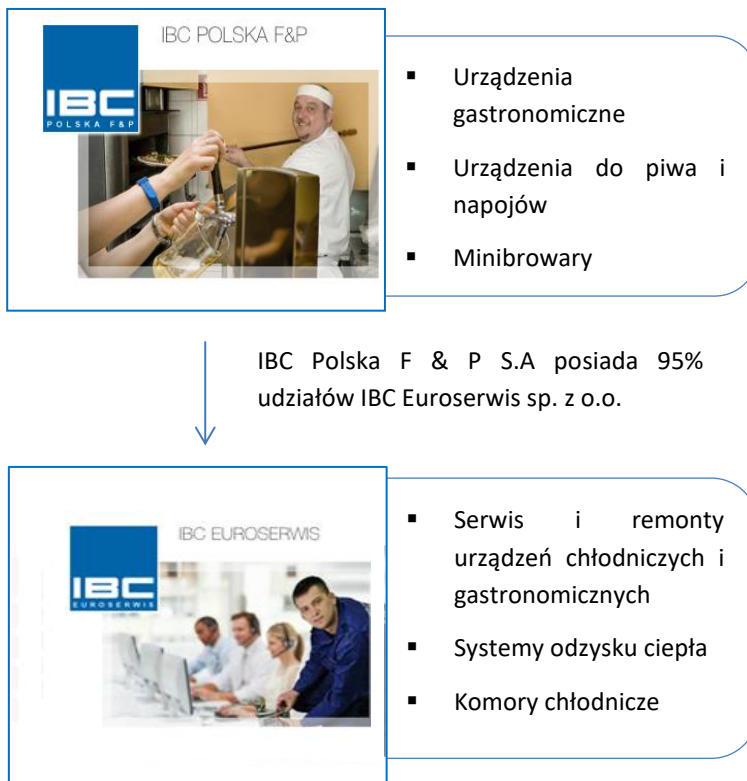 IBC POLSKA F&P
IBC
POLSKA F&P
▪ Urządzenia
gastronomiczne
▪ Urządzenia do piwa i
napojów
▪ Minibrowary
IBC Polska F & P S.A posiada 95%
udziałów IBC Euroserwis sp. z o.o.
IBC EUROSERWIS
IBC
EUROSERWIS
▪ Serwis i remonty
urządzeń chłodniczych i
gastronomicznych
▪ Systemy odzysku ciepła
▪ Komory chłodnicze